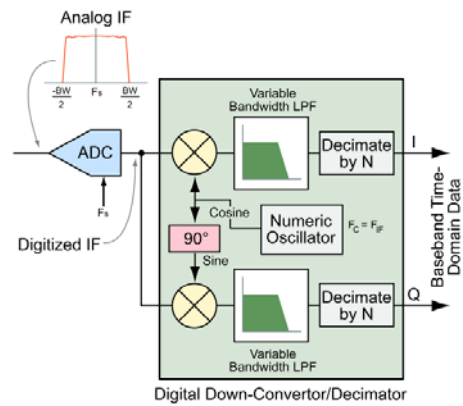 Analog IF
-BW
2
Fs
BW
2
ADC
Fs
Digitized IF
Variable
Bandwidth LPF
Decimate
by N
I
Cosine
90°
Sine
Numeric
Oscillator
FC = FIF
Decimate
by N
Q
Variable
Bandwidth LPF
Baseband Time-
Domain Data
Digital Down-Convertor/Decimator